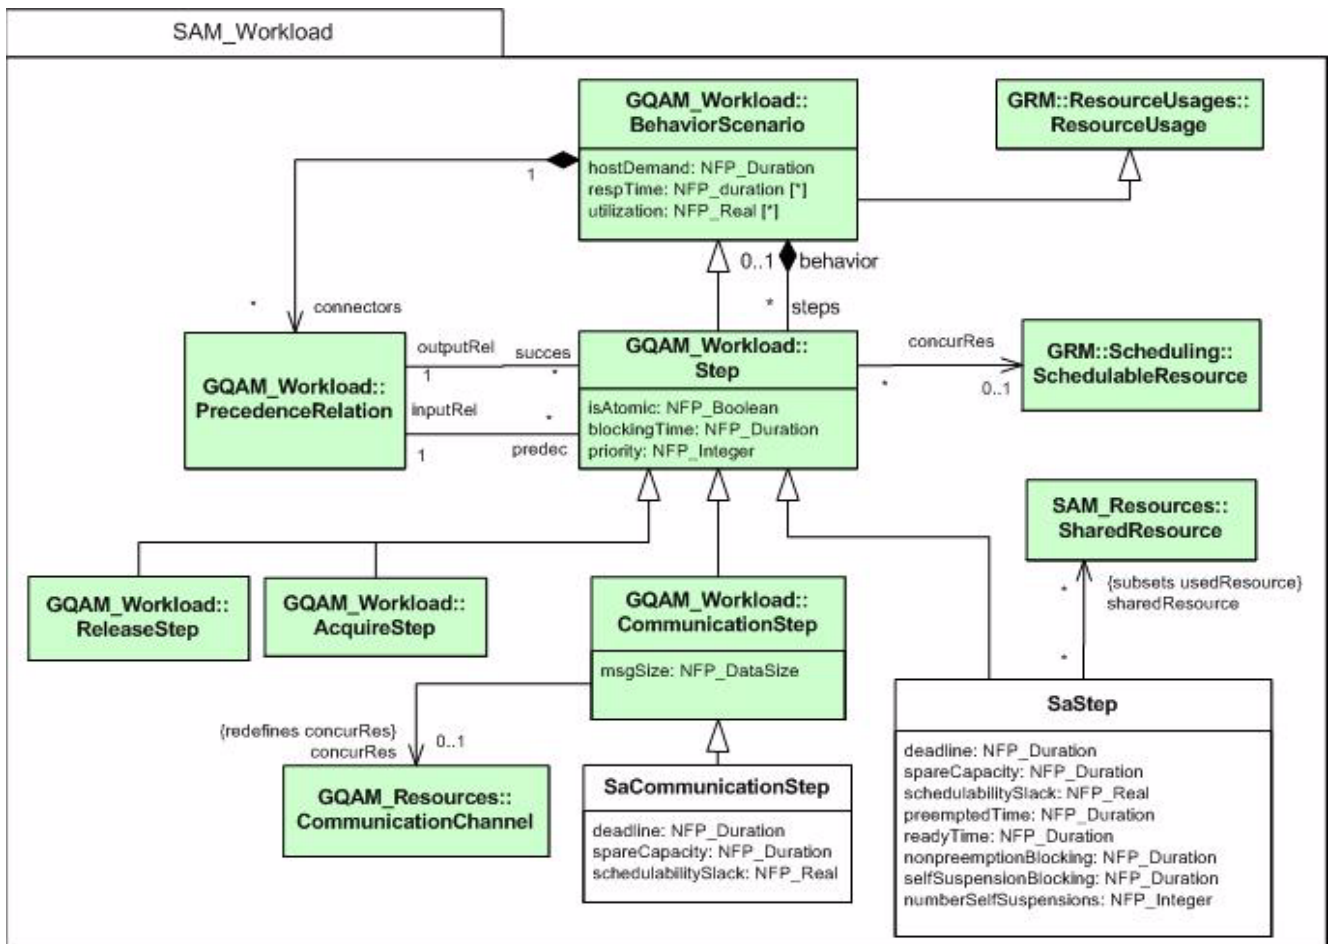 SAM_Workload
GQAM_Workload::
BehaviorScenario
hostDemand: NFP_Duration
respTime: NFP_duration [*]
utilization: NFP_Real [*]
GRM::ResourceUsages::
ResourceUsage
1
0..1
behavior
*
steps
*
connectors
GQAM_Workload::
PrecedenceRelation
outputRel
1
succes
*
inputRel
1
*
predec
GQAM_Workload::
Step
isAtomic: NFP_Boolean
blockingTime: NFP_Duration
priority: NFP_Integer
concurRes
*
0..1
GRM::Scheduling::
SchedulableResource
SAM_Resources::
SharedResource
{subsets usedResource}
sharedResource
*
*
GQAM_Workload::
ReleaseStep
GQAM_Workload::
AcquireStep
GQAM_Workload::
CommunicationStep
msgSize: NFP_DataSize
{redefines concurRes}
concurRes
0..1
GQAM_Resources::
CommunicationChannel
SaCommunicationStep
deadline: NFP_Duration
spareCapacity: NFP_Duration
schedulabilitySlack: NFP_Real
SaStep
deadline: NFP_Duration
spareCapacity: NFP_Duration
schedulabilitySlack: NFP_Real
preemptedTime: NFP_Duration
readyTime: NFP_Duration
nonpreemptionBlocking: NFP_Duration
selfSuspensionBlocking: NFP_Duration
numberSelfSuspensions: NFP_Integer